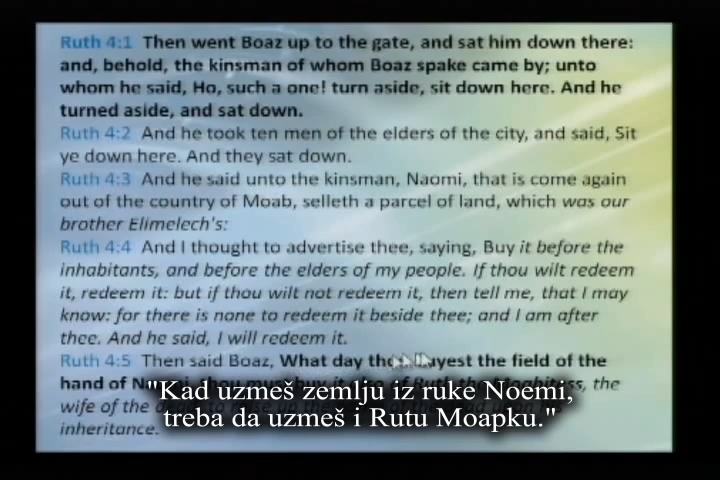 Ruth 4:1 Then went Boaz up to the gate, and sat him down there:
and, behold, the kinsman of whom Boaz spake came by; unto
whom he said, Ho, such a one! turn aside, sit down here. And he
turned aside, and sat down.
Ruth 4:2 And he took ten men of the elders of the city, and said, Sit
ye down here. And they sat down.
Ruth 4:3 And he said unto the kinsman, Naomi, that is come again
out of the country of Moab, selleth a parcel of land, which was our
brother Elimelech's:
Ruth 4:4 And I thought to advertise thee, saying, Buy it before the
inhabitants, and before the elders of my people. If thou wilt redeem
it, redeem it: but if thou wilt not redeem it, then tell me, that I may
know: for there is none to redeem it beside thee; and I am after
thee. And he said, I will redeem it.
Ruth 4:5 Then said Boaz, What day buyest the field of the
hand of the
wife of the
inheritance.
"Kad uzmeš zemlju iz ruke Noemi,
treba da uzmeš i Rutu Moapku."